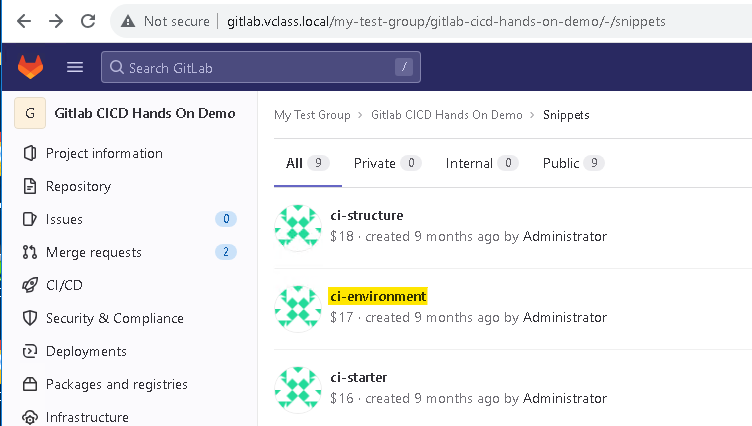 Not secure | gitlab.vclass.local/my-test-group/gitlab-cicd-hands-on-demo/-/snippets
Search GitLab /
G Gitlab CICD Hands On Demo
Project information
Repository
Issues 0
Merge requests 2
CI/CD
Security & Compliance
Deployments
Packages and registries
Infrastructure
My Test Group > Gitlab CICD Hands On Demo > Snippets
All 9 Private 0 Internal 0 Public 9
ci-structure
$18 · created 9 months ago by Administrator
ci-environment
$17 · created 9 months ago by Administrator
ci-starter
$16 · created 9 months ago by Administrator